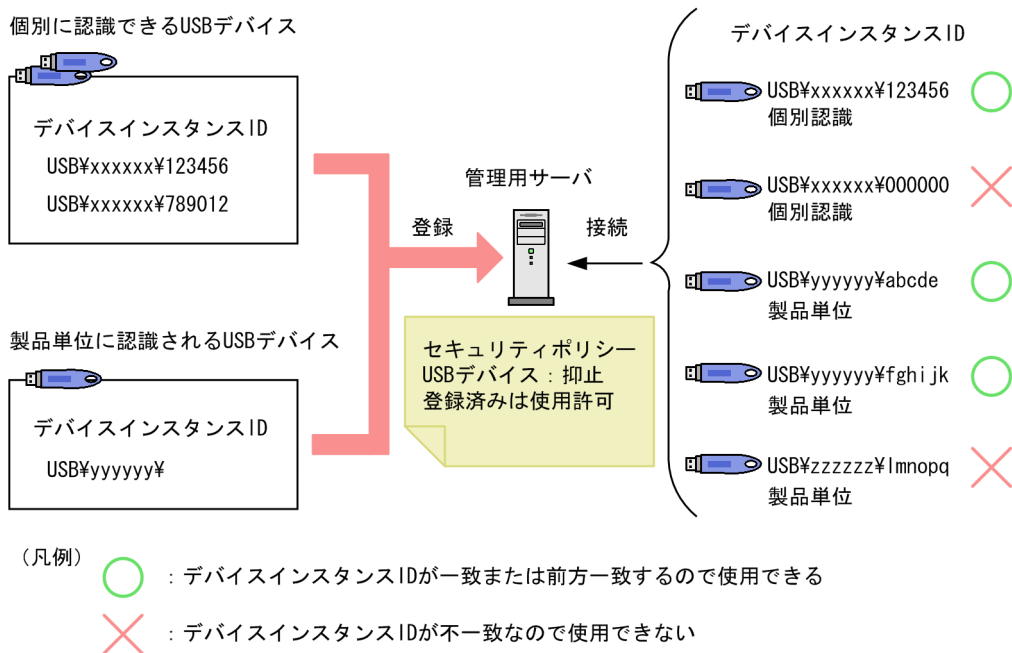 個別に認識できるUSBデバイス
デバイスインスタンスID
USB¥xxxxxx¥123456
USB¥xxxxxx¥789012
製品単位に認識されるUSBデバイス
デバイスインスタンスID
USB¥yyyyyy¥
登録
管理用サーバ
接続
セキュリティポリシー
USBデバイス：抑止
登録済みは使用許可
デバイスインスタンスID
USB¥xxxxxx¥123456
個別認識
USB¥xxxxxx¥000000
個別認識
USB¥yyyyyy¥abcde
製品単位
USB¥yyyyyy¥fghijk
製品単位
USB¥zzzzzz¥lmnopq
製品単位
（凡例）
：デバイスインスタンスIDが一致または前方一致するので使用できる
：デバイスインスタンスIDが不一致なので使用できない